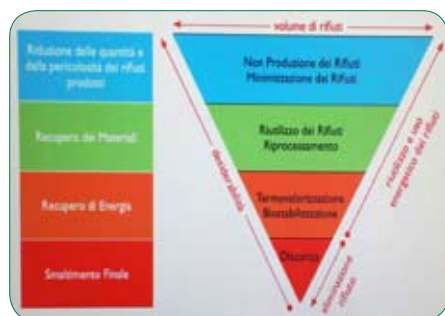 volume di rifiuti
Riduzione delle quantità e
della pericolosità dei rifiuti
prodotti
Non Produzione dei Rifiuti
Minimizzazione dei Rifiuti
Recupero dei Materiali
Riutilizzo dei Rifiuti
Riprocessamento
Recupero di Energia
Termovalorizzazione
Biostabilizzazione
Smaltimento Finale
Discarica
desiderabilità
riutilizzo e uso
energetico dei rifiuti
eliminazione
rifiuto